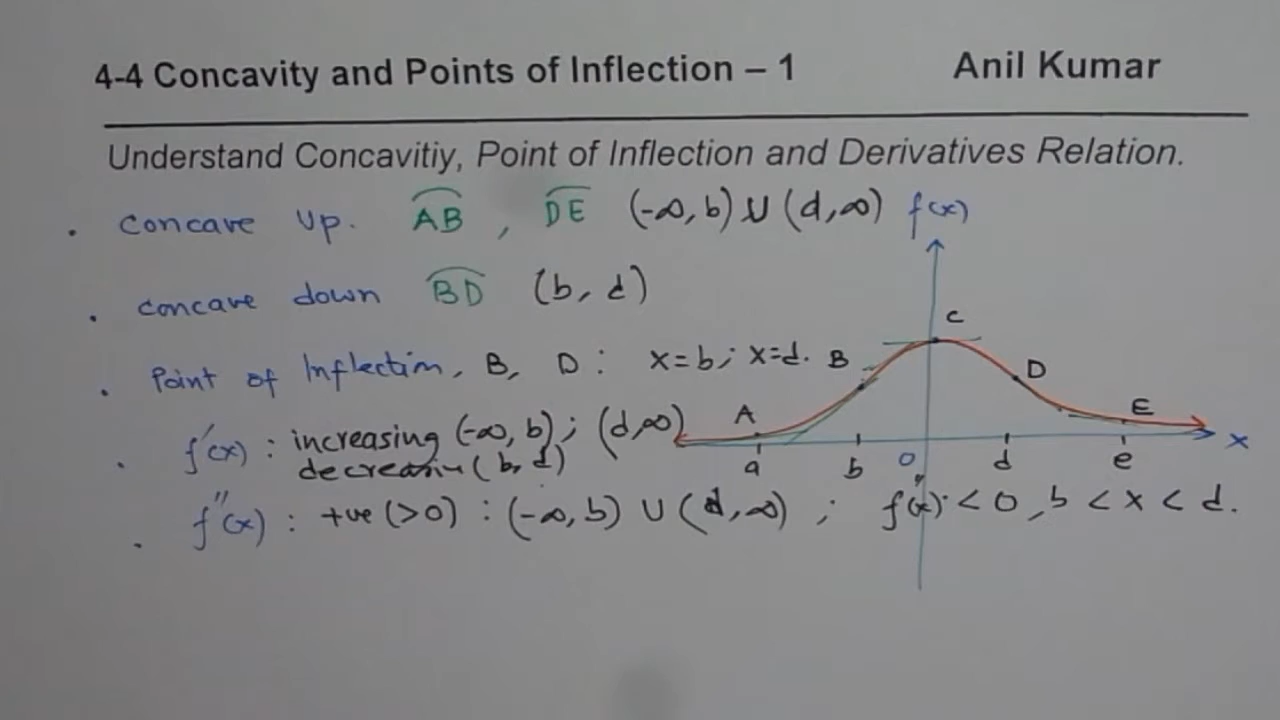 4-4 Concavity and Points of Inflection – 1 Anil Kumar
Understand Concavitiy, Point of Inflection and Derivatives Relation.
. Concave up. AB , DE (-∞, b) ∪ (d, ∞) f(x)
. Concave down BD (b, d)
. Point of Inflection, B, D : x=b; x=d.
. f'(x) : increasing (-∞, b) ; (d, ∞)
decreasin (b, d)
. f''(x) : +ve (>0) : (-∞, b) ∪ (d, ∞) ; f''(x) < 0, b < x < d.
C
B
D
A
E
a b O d e x